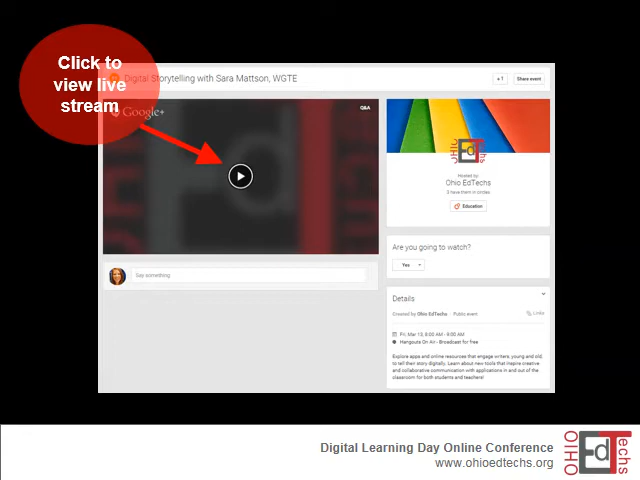 Click to
view live
stream
Digital Storytelling with Sara Mattson, WGTE
+ 1
Share event
Google+
Q&A
OHIO EdTechs
Hosted by
Ohio EdTechs
3 have them in circles
Education
Say something
Are you going to watch?
Yes
Details
Created by Ohio EdTechs · Public event
Links
Fri, Mar 13, 8:00 AM - 9:00 AM
Hangouts On Air - Broadcast for free
Explore apps and online resources that engage writers, young and old
to tell their story digitally. Learn about new tools that inspire creative
and collaborative communication with applications in and out of the
classroom for both students and teachers!
Digital Learning Day Online Conference
www.ohioedtechs.org
OHIO EdTechs